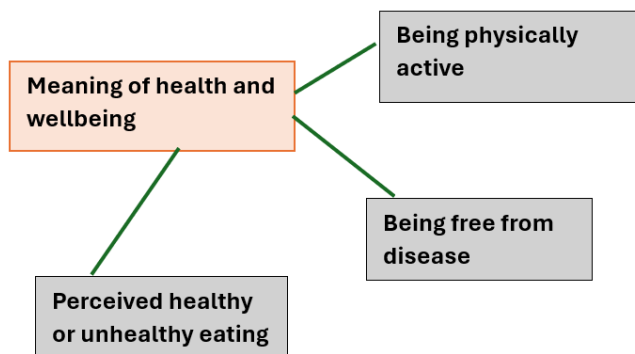 Being physically
active
Meaning of health and
wellbeing
Being free from
disease
Perceived healthy
or unhealthy eating